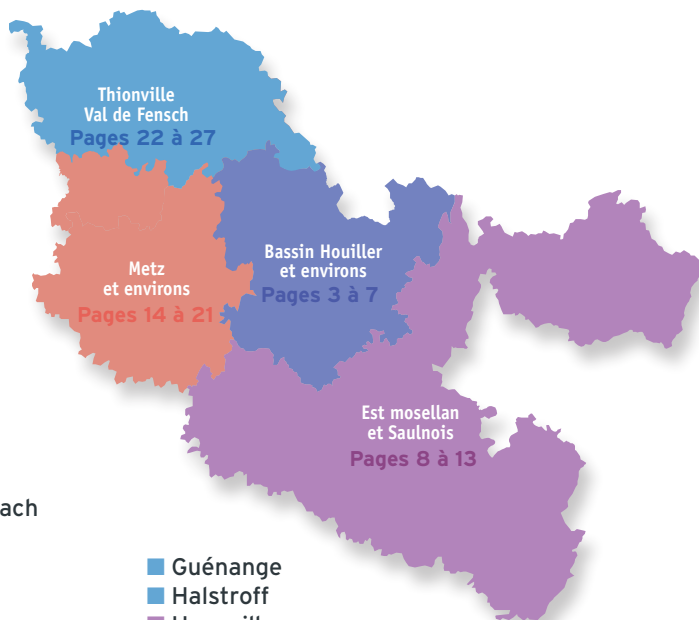 Thionville
Val de Fensch
Pages 22 à 27
Bassin Houiller
et environs
Pages 3 à 7
Metz
et environs
Pages 14 à 21
Est mosellan
et Saulnois
Pages 8 à 13
ach
Guénange
Halstroff